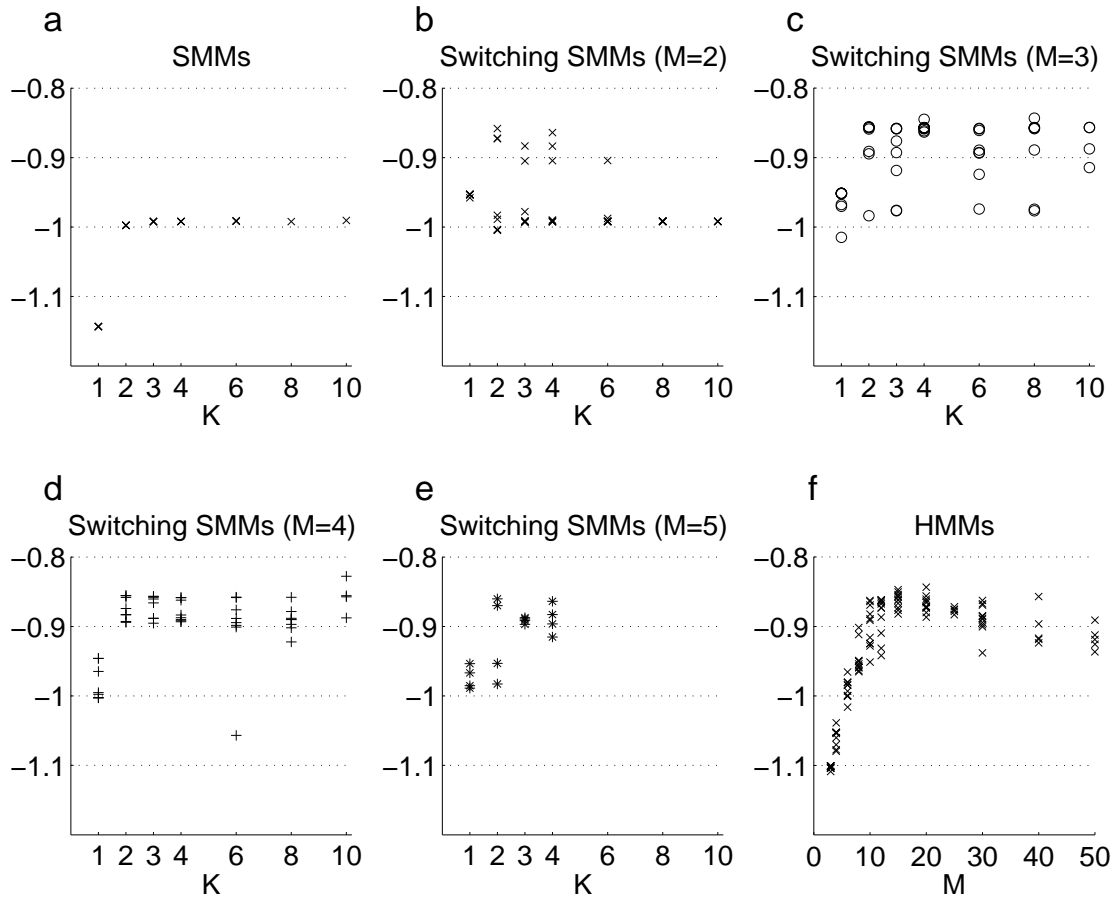 a
SMMs
−0.8
−0.9
−1
−1.1
1 2 3 4 6 8 10
K
b
Switching SMMs (M=2)
−0.8
−0.9
−1
−1.1
1 2 3 4 6 8 10
K
c
Switching SMMs (M=3)
−0.8
−0.9
−1
−1.1
1 2 3 4 6 8 10
K
d
Switching SMMs (M=4)
−0.8
−0.9
−1
−1.1
1 2 3 4 6 8 10
K
e
Switching SMMs (M=5)
−0.8
−0.9
−1
−1.1
1 2 3 4 6 8 10
K
f
HMMs
−0.8
−0.9
−1
−1.1
0 10 20 30 40 50
M